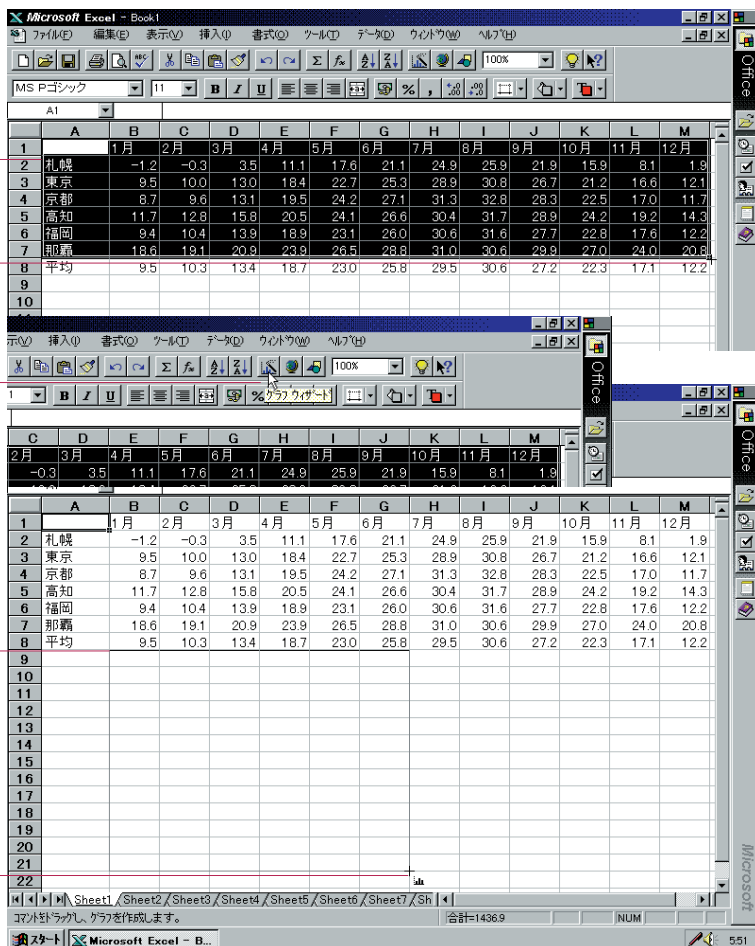 Microsoft Excel - Book1
ファイル(F) 編集(E) 表示(V) 挿入(I) 書式(O) ツール(T) データ(D) ウィンドウ(W) ヘルプ(H)
100%
MS Pゴシック 11 B I U % ,
Office
A1
A B C D E F G H I J K L M
1 1月 2月 3月 4月 5月 6月 7月 8月 9月 10月 11月 12月
2 札幌 -1.2 -0.3 3.5 11.1 17.6 21.1 24.9 25.9 21.9 15.9 8.1 1.9
3 東京 9.5 10.0 13.0 18.4 22.7 25.3 28.9 30.8 26.7 21.2 16.6 12.1
4 京都 8.7 9.6 13.1 19.5 24.2 27.1 31.3 32.8 28.3 22.5 17.0 11.7
5 高知 11.7 12.8 15.8 20.5 24.1 26.6 30.4 31.7 28.9 24.2 19.2 14.3
6 福岡 9.4 10.4 13.9 18.9 23.1 26.0 30.6 31.6 27.7 22.8 17.6 12.2
7 那覇 18.6 19.1 20.9 23.9 26.5 28.8 31.0 30.6 29.9 27.0 24.0 20.8
8 平均 9.5 10.3 13.4 18.7 23.0 25.8 29.5 30.6 27.2 22.3 17.1 12.2
9
10
示(V) 挿入(I) 書式(O) ツール(T) データ(D) ウィンドウ(W) ヘルプ(H)
100%
1 B I U %
グラフ ウィザード
Office
C D E F G H I J K L M
2月 3月 4月 5月 6月 7月 8月 9月 10月 11月 12月
-0.3 3.5 11.1 17.6 21.1 24.9 25.9 21.9 15.9 8.1 1.9
Office
A B C D E F G H I J K L M
1 1月 2月 3月 4月 5月 6月 7月 8月 9月 10月 11月 12月
2 札幌 -1.2 -0.3 3.5 11.1 17.6 21.1 24.9 25.9 21.9 15.9 8.1 1.9
3 東京 9.5 10.0 13.0 18.4 22.7 25.3 28.9 30.8 26.7 21.2 16.6 12.1
4 京都 8.7 9.6 13.1 19.5 24.2 27.1 31.3 32.8 28.3 22.5 17.0 11.7
5 高知 11.7 12.8 15.8 20.5 24.1 26.6 30.4 31.7 28.9 24.2 19.2 14.3
6 福岡 9.4 10.4 13.9 18.9 23.1 26.0 30.6 31.6 27.7 22.8 17.6 12.2
7 那覇 18.6 19.1 20.9 23.9 26.5 28.8 31.0 30.6 29.9 27.0 24.0 20.8
8 平均 9.5 10.3 13.4 18.7 23.0 25.8 29.5 30.6 27.2 22.3 17.1 12.2
9
10
11
12
13
14
15
16
17
18
19
20
21
22
Microsoft
Sheet1 Sheet2 Sheet3 Sheet4 Sheet5 Sheet6 Sheet7 Sh
コマンドをドラッグし、グラフを作成します。 合計=1436.9 NUM
スタート Microsoft Excel - B... 5:51